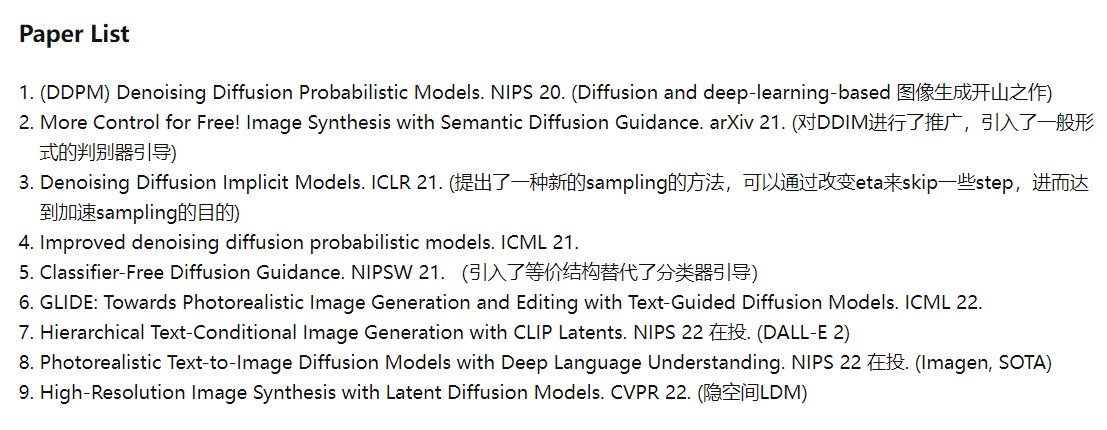 Paper List
1. (DDPM) Denoising Diffusion Probabilistic Models. NIPS 20. (Diffusion and deep-learning-based 图像生成开山之作)
2. More Control for Free! Image Synthesis with Semantic Diffusion Guidance. arXiv 21. (对DDIM进行了推广，引入了一般形
式的判别器引导)
3. Denoising Diffusion Implicit Models. ICLR 21. (提出了一种新的sampling的方法，可以通过改变eta来skip一些step，进而达
到加速sampling的目的)
4. Improved denoising diffusion probabilistic models. ICML 21.
5. Classifier-Free Diffusion Guidance. NIPSW 21. (引入了等价结构替代了分类器引导)
6. GLIDE: Towards Photorealistic Image Generation and Editing with Text-Guided Diffusion Models. ICML 22.
7. Hierarchical Text-Conditional Image Generation with CLIP Latents. NIPS 22 在投. (DALL-E 2)
8. Photorealistic Text-to-Image Diffusion Models with Deep Language Understanding. NIPS 22 在投. (Imagen, SOTA)
9. High-Resolution Image Synthesis with Latent Diffusion Models. CVPR 22. (隐空间LDM)